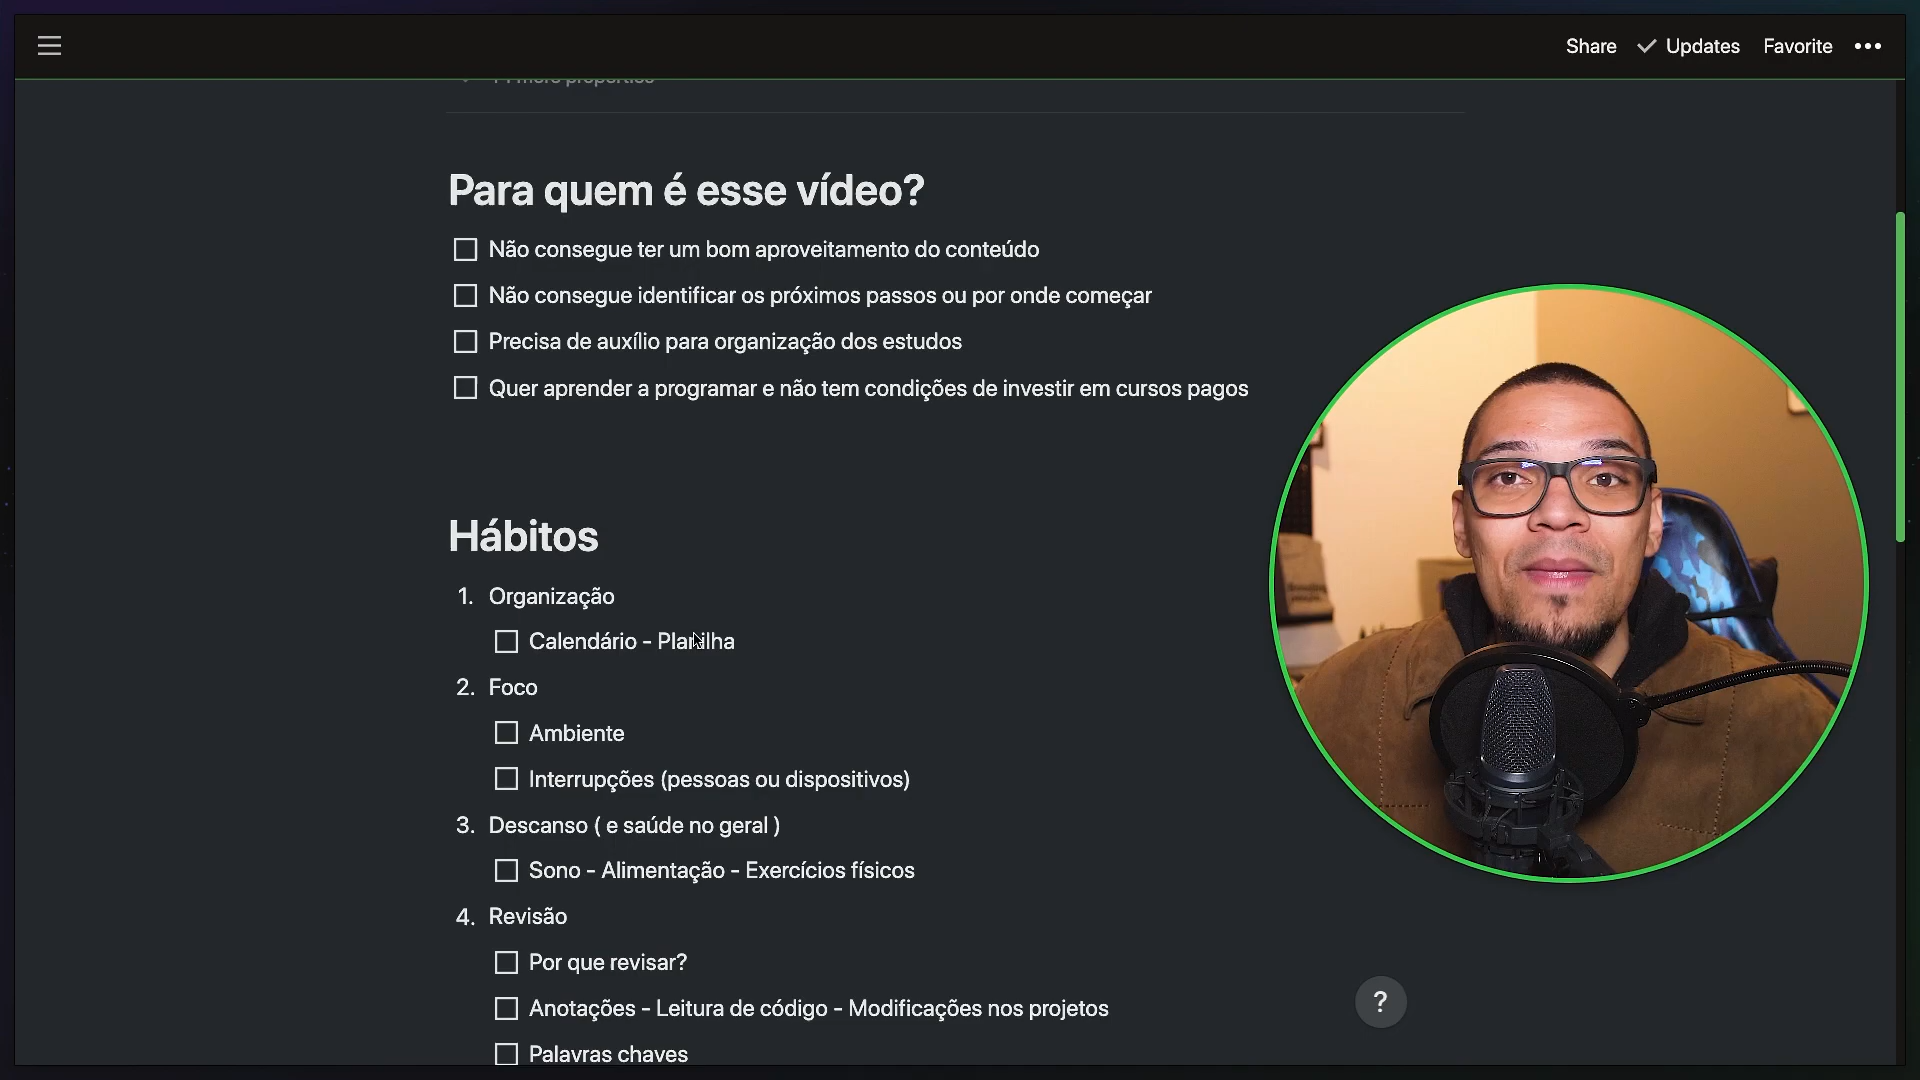 Share Updates Favorite
Para quem é esse vídeo?
Não consegue ter um bom aproveitamento do conteúdo
Não consegue identificar os próximos passos ou por onde começar
Precisa de auxílio para organização dos estudos
Quer aprender a programar e não tem condições de investir em cursos pagos
Hábitos
1. Organização
Calendário - Planilha
2. Foco
Ambiente
Interrupções (pessoas ou dispositivos)
3. Descanso ( e saúde no geral )
Sono - Alimentação - Exercícios físicos
4. Revisão
Por que revisar?
Anotações - Leitura de código - Modificações nos projetos
?
Palavras chaves